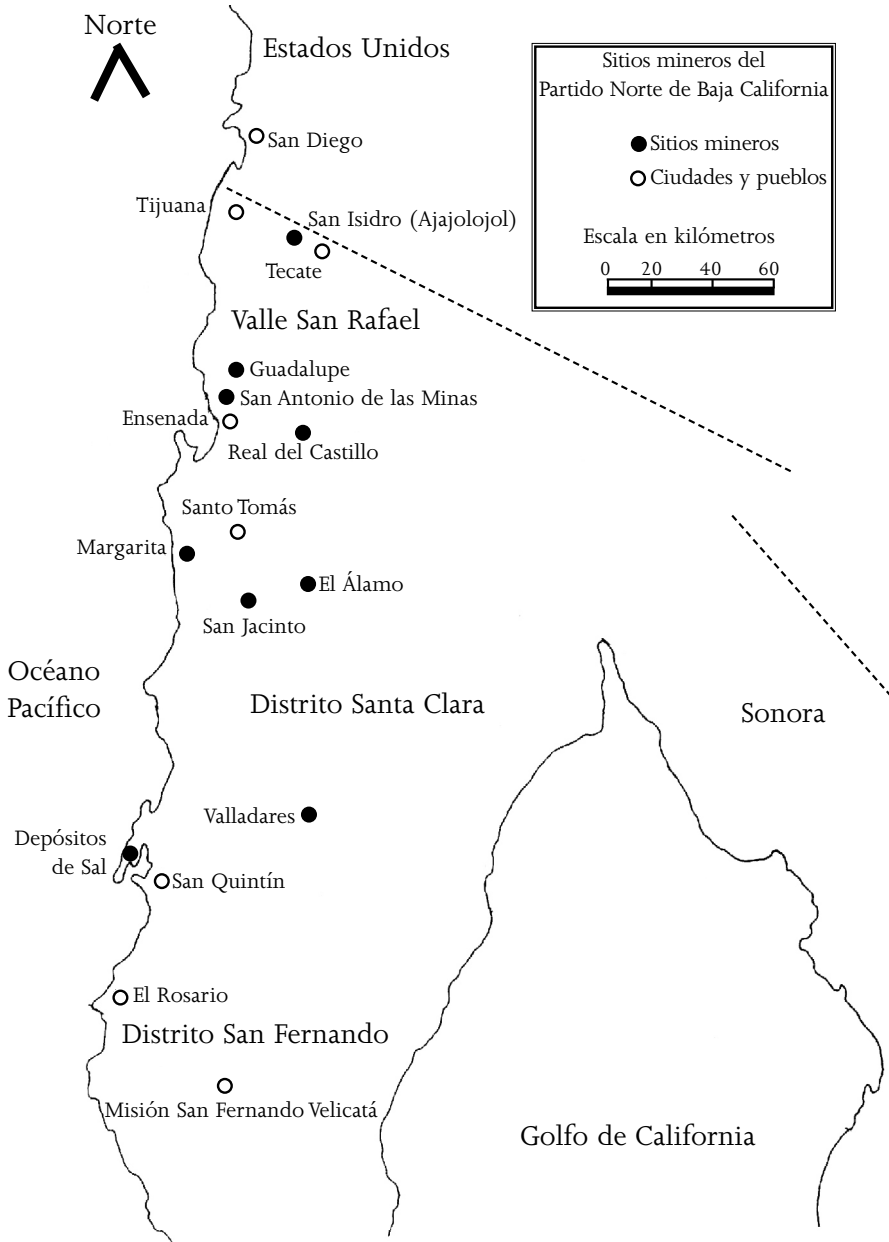 Norte
Estados Unidos
Sitios mineros del
Partido Norte de Baja California
Sitios mineros
Ciudades y pueblos
Escala en kilómetros
0 20 40 60
San Diego
Tijuana
San Isidro (Ajajolojol)
Tecate
Valle San Rafael
Guadalupe
San Antonio de las Minas
Ensenada
Real del Castillo
Santo Tomás
Margarita
El Álamo
San Jacinto
Océano
Pacífico
Distrito Santa Clara
Sonora
Valladares
Depósitos
de Sal
San Quintín
El Rosario
Distrito San Fernando
Misión San Fernando Velicatá
Golfo de California